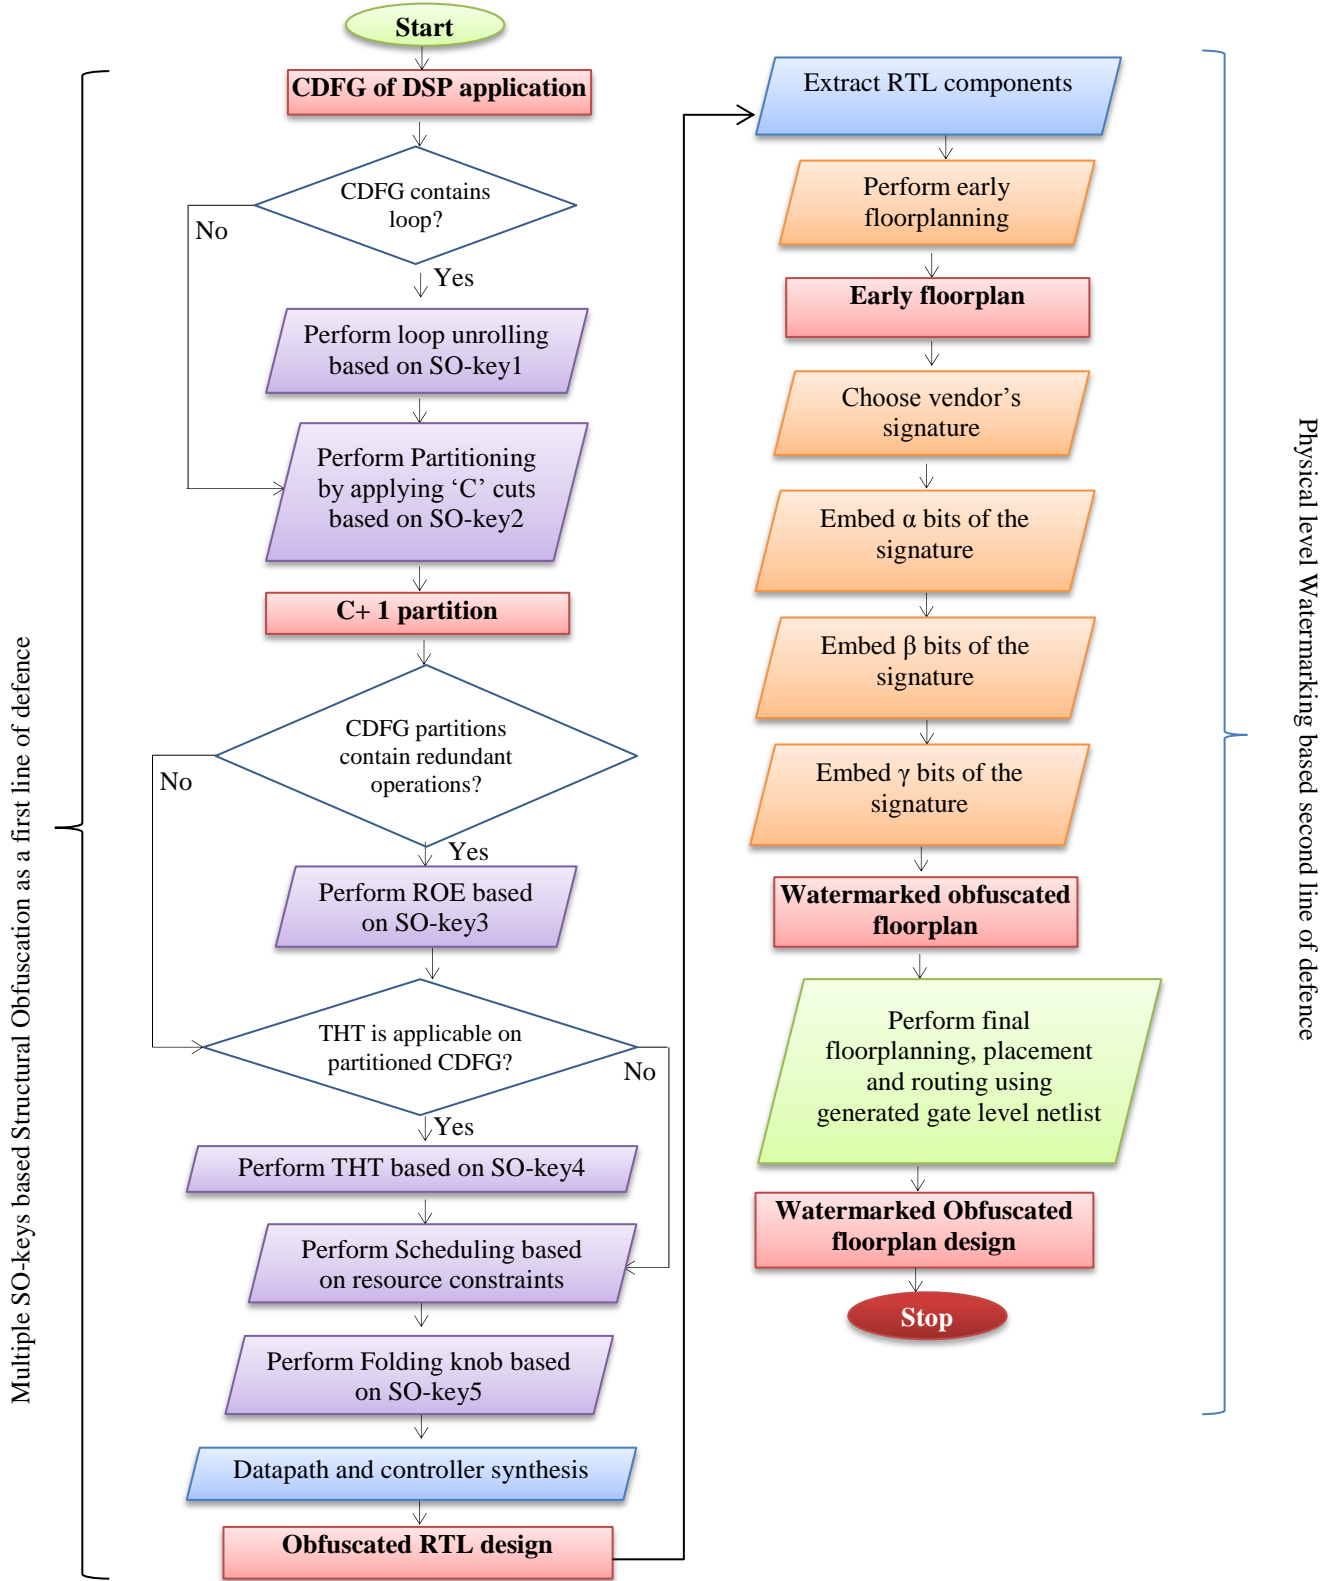 Start
CDFG of DSP application
CDFG contains
loop?
No
Yes
Perform loop unrolling
based on SO-key1
Perform Partitioning
by applying ‘C’ cuts
based on SO-key2
C+ 1 partition
CDFG partitions
contain redundant
operations?
No
Yes
Perform ROE based
on SO-key3
THT is applicable on
partitioned CDFG?
No
Yes
Perform THT based on SO-key4
Perform Scheduling based
on resource constraints
Perform Folding knob based
on SO-key5
Datapath and controller synthesis
Obfuscated RTL design
Multiple SO-keys based Structural Obfuscation as a first line of defence
Extract RTL components
Perform early
floorplanning
Early floorplan
Choose vendor’s
signature
Embed α bits of the
signature
Embed β bits of the
signature
Embed γ bits of the
signature
Watermarked obfuscated
floorplan
Perform final
floorplanning, placement
and routing using
generated gate level netlist
Watermarked Obfuscated
floorplan design
Stop
Physical level Watermarking based second line of defence